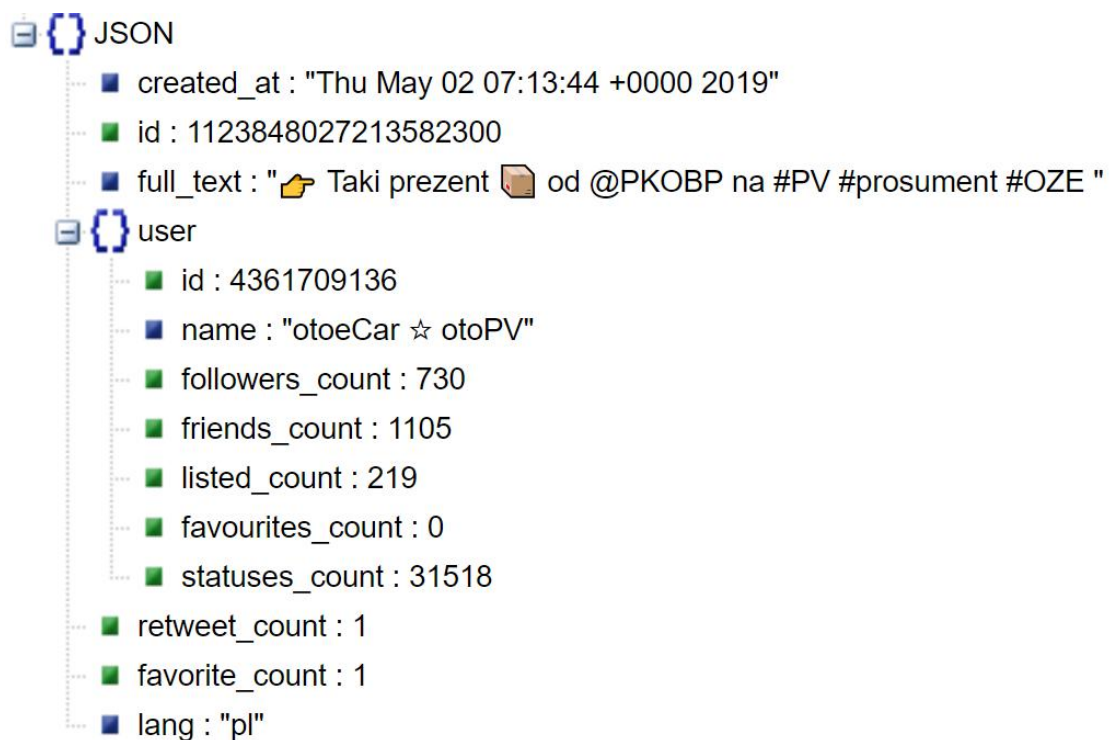 JSON
created_at : "Thu May 02 07:13:44 +0000 2019"
id : 1123848027213582300
full_text : "👉 Taki prezent 📦 od @PKOBP na #PV #prosument #OZE "
user
id : 4361709136
name : "otoeCar ☆ otoPV"
followers_count : 730
friends_count : 1105
listed_count : 219
favourites_count : 0
statuses_count : 31518
retweet_count : 1
favorite_count : 1
lang : "pl"